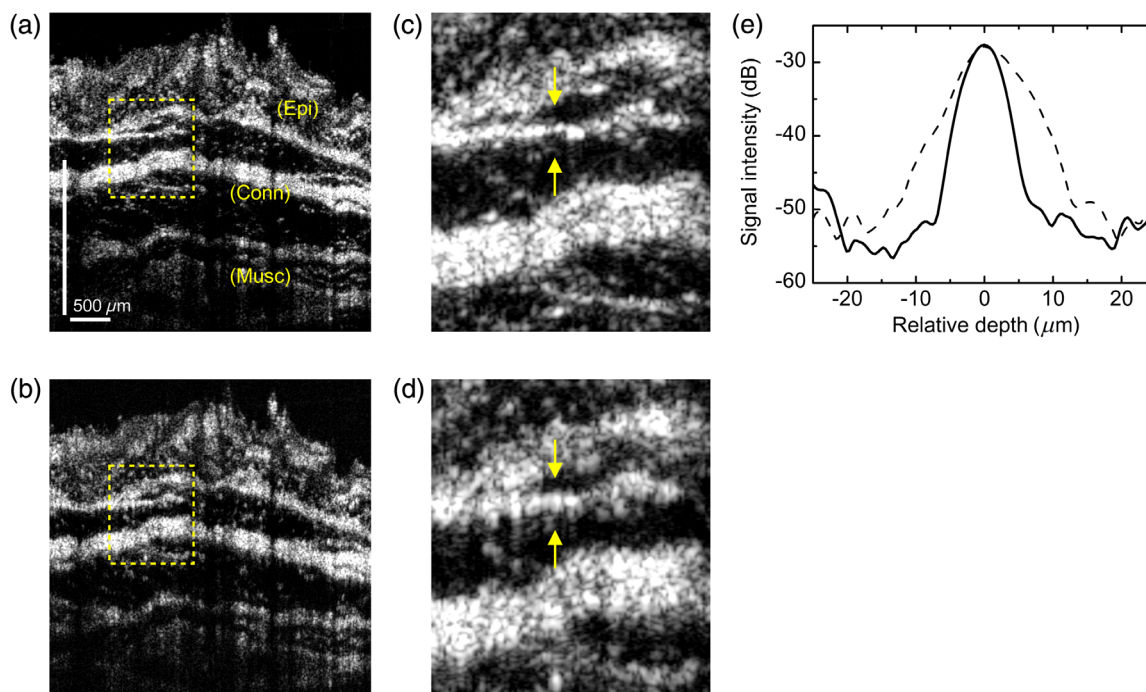 (a)
(Epi)
(Conn)
(Musc)
500 μm
(b)
(c)
(d)
(e)
Signal intensity (dB)
-30
-40
-50
-60
-20 -10 0 10 20
Relative depth (μm)